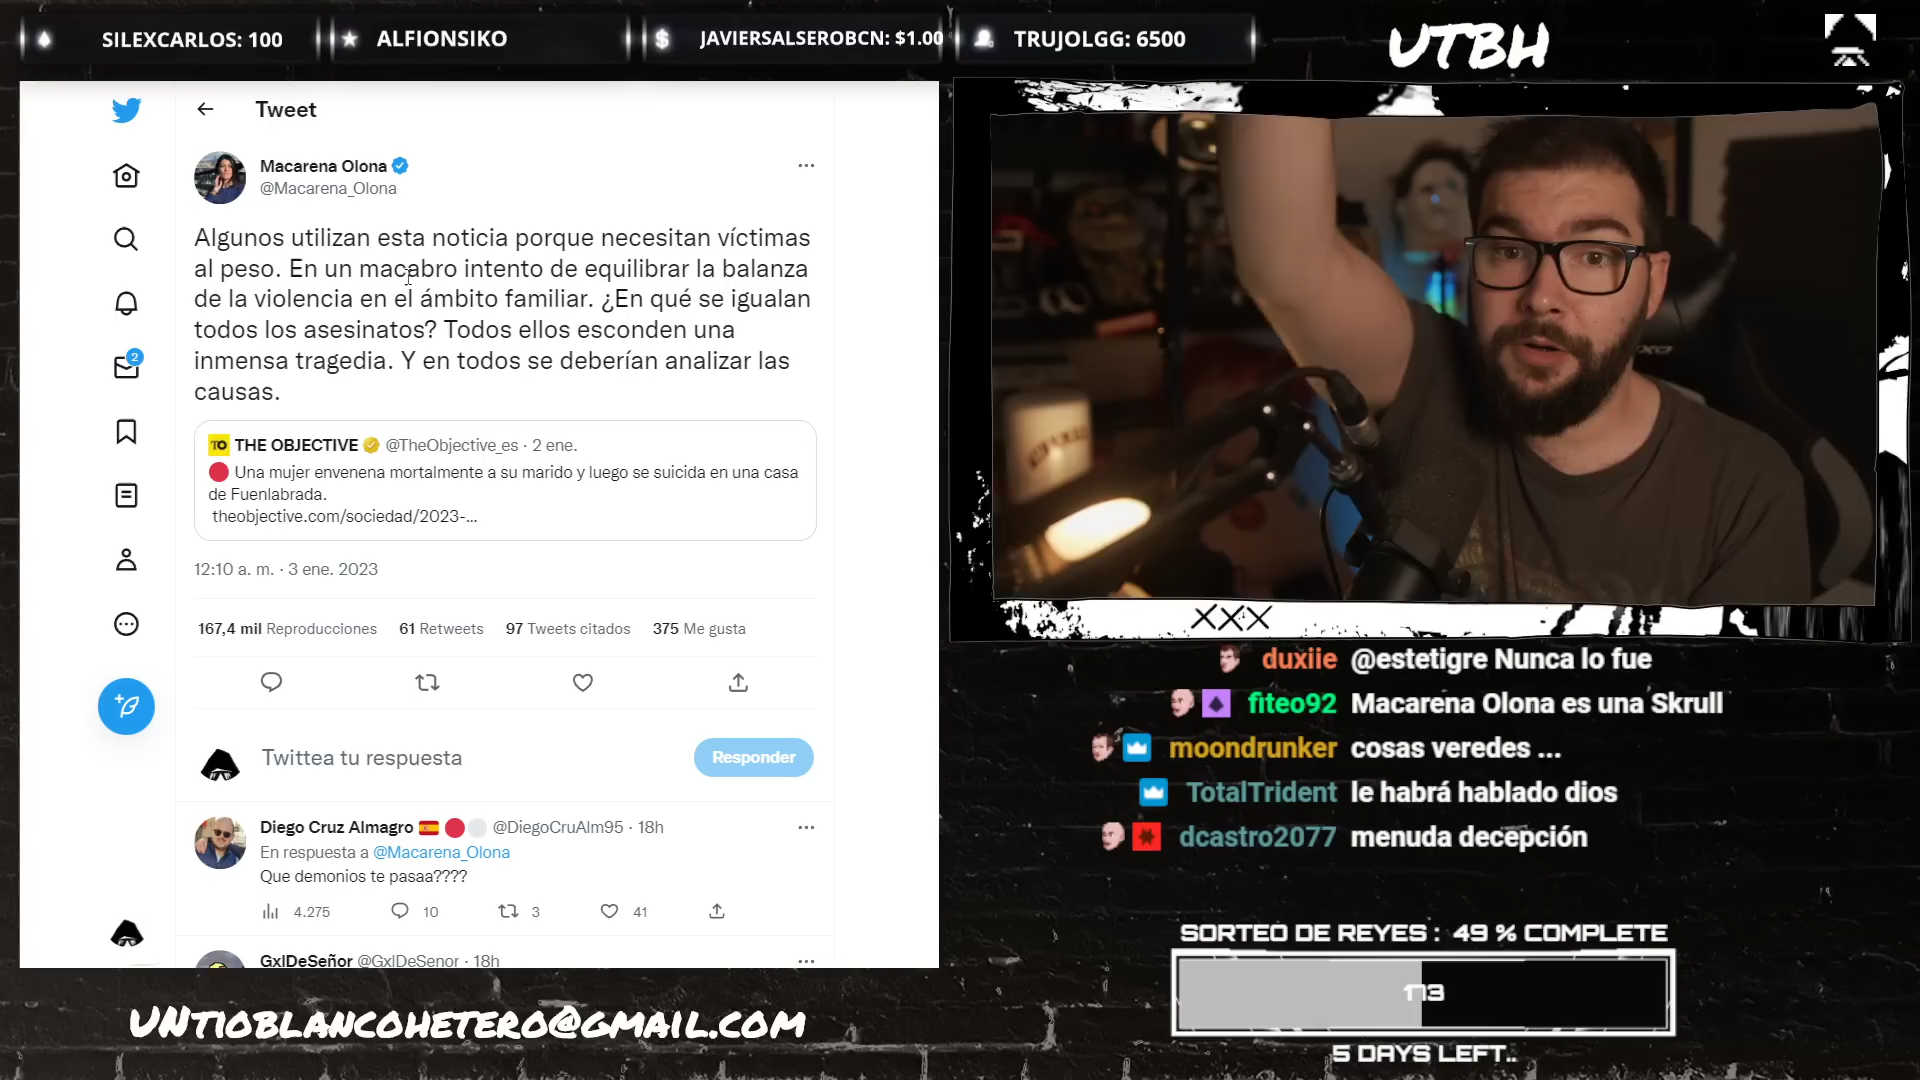 SILEXCARLOS: 100
ALFIONSIKO
JAVIERSALSEROBCN: $1.00
TRUJOLGG: 6500
UTBH
Tweet
Macarena Olona
@Macarena_Olona
Algunos utilizan esta noticia porque necesitan víctimas
al peso. En un macabro intento de equilibrar la balanza
de la violencia en el ámbito familiar. ¿En qué se igualan
todos los asesinatos? Todos ellos esconden una
inmensa tragedia. Y en todos se deberían analizar las
causas.
TO THE OBJECTIVE @TheObjective_es · 2 ene.
Una mujer envenena mortalmente a su marido y luego se suicida en una casa
de Fuenlabrada.
theobjective.com/sociedad/2023-...
12:10 a. m. · 3 ene. 2023
167,4 mil Reproducciones 61 Retweets 97 Tweets citados 375 Me gusta
Twittea tu respuesta
Responder
Diego Cruz Almagro @DiegoCruAlm95 · 18h
En respuesta a @Macarena_Olona
Que demonios te pasaa????
4.275 10 3 41
GxlDeSeñor @GxlDeSenor · 18h
2
XXX
duxiie @estetigre Nunca lo fue
fiteo92 Macarena Olona es una Skrull
moondrunker cosas veredes ...
TotalTrident le habrá hablado dios
dcastro2077 menuda decepción
SORTEO DE REYES : 49 % COMPLETE
173
5 DAYS LEFT..
UNTIOBLANCOHETERO@GMAIL.COM